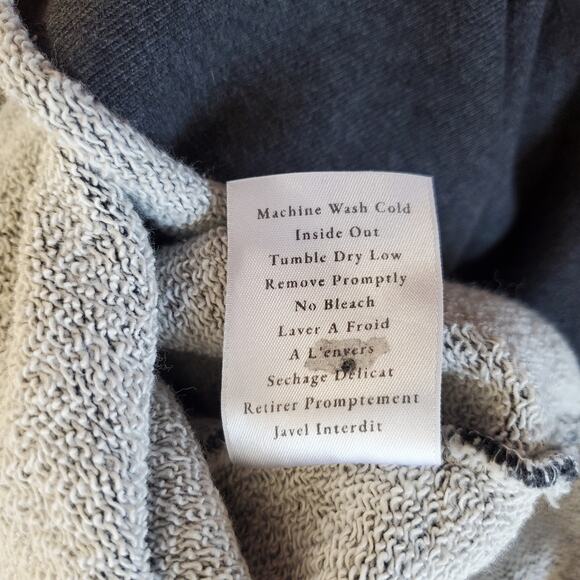 Machine Wash Cold
Inside Out
Tumble Dry Low
Remove Promptly
No Bleach
Laver A Froid
A L'envers
Sechage Delicat
Retirer Promptement
Javel Interdit